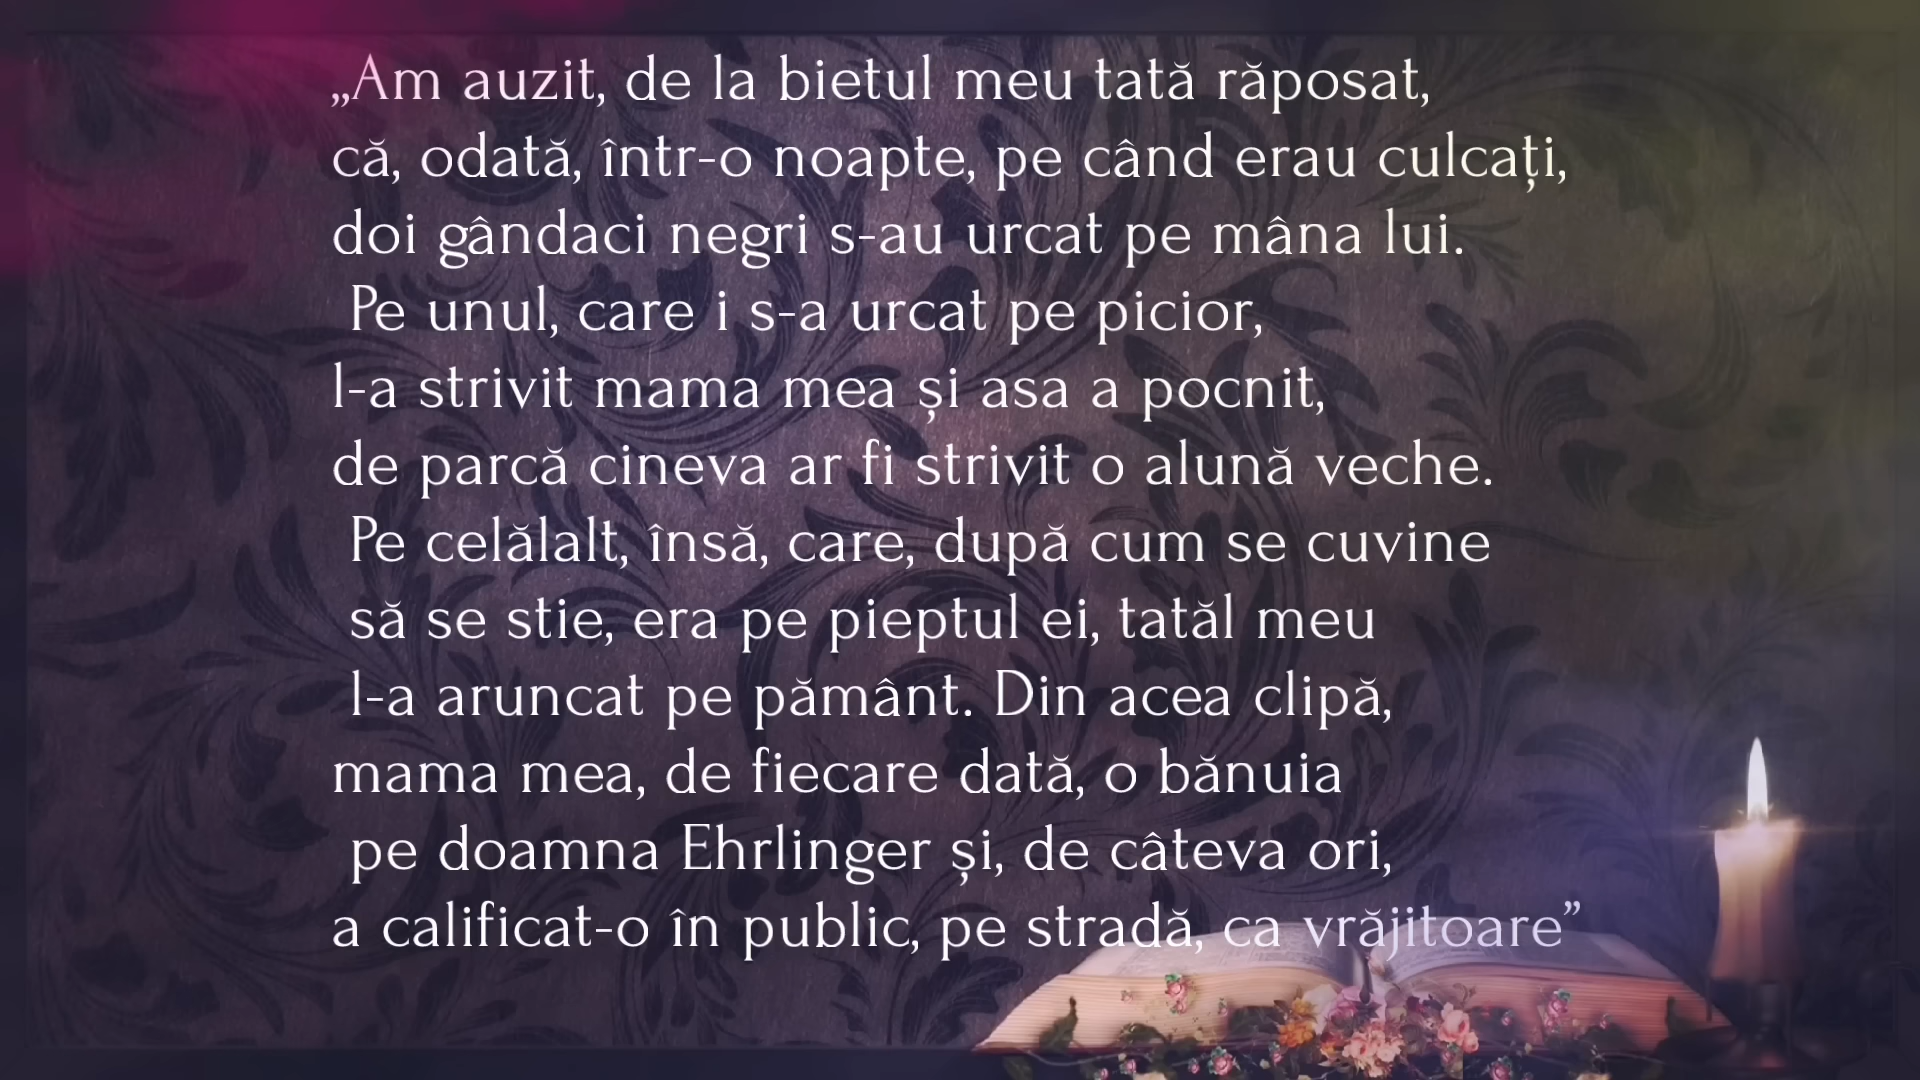 „Am auzit, de la bietul meu tată răposat,
că, odată, într-o noapte, pe când erau culcați,
doi gândaci negri s-au urcat pe mâna lui.
Pe unul, care i s-a urcat pe picior,
l-a strivit mama mea și asa a pocnit,
de parcă cineva ar fi strivit o alună veche.
Pe celălalt, însă, care, după cum se cuvine
să se stie, era pe pieptul ei, tatăl meu
l-a aruncat pe pământ. Din acea clipă,
mama mea, de fiecare dată, o bănuia
pe doamna Ehrlinger și, de câteva ori,
a calificat-o în public, pe stradă, ca vrăjitoare”